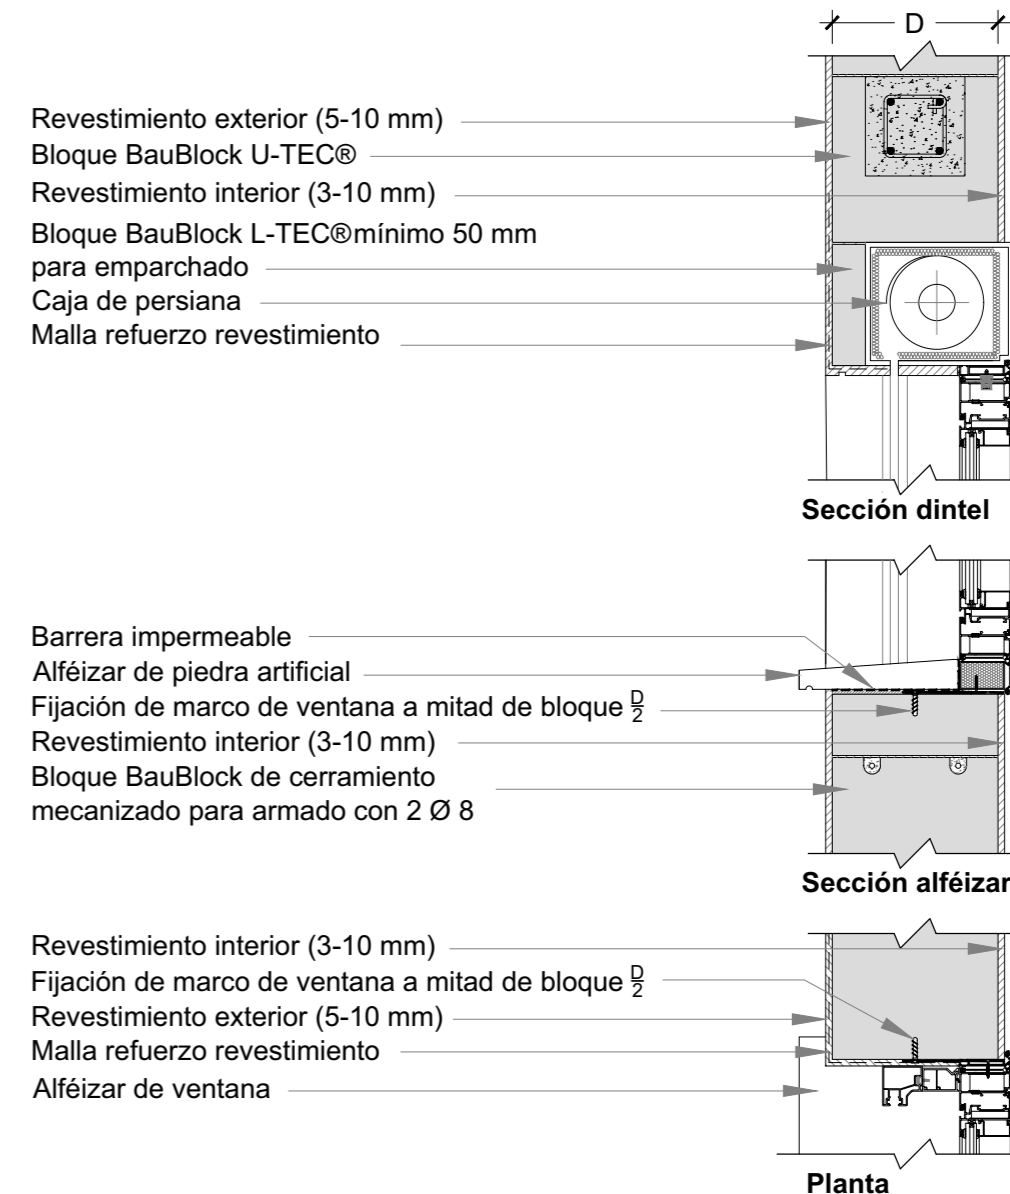 D
Revestimiento exterior (5-10 mm)
Bloque BauBlock U-TEC®
Revestimiento interior (3-10 mm)
Bloque BauBlock L-TEC®mínimo 50 mm
para emparchado
Caja de persiana
Malla refuerzo revestimiento
Sección dintel
Barrera impermeable
Alféizar de piedra artificial
Fijación de marco de ventana a mitad de bloque D/2
Revestimiento interior (3-10 mm)
Bloque BauBlock de cerramiento
mecanizado para armado con 2 Ø 8
Sección alféizar
Revestimiento interior (3-10 mm)
Fijación de marco de ventana a mitad de bloque D/2
Revestimiento exterior (5-10 mm)
Malla refuerzo revestimiento
Alféizar de ventana
Planta